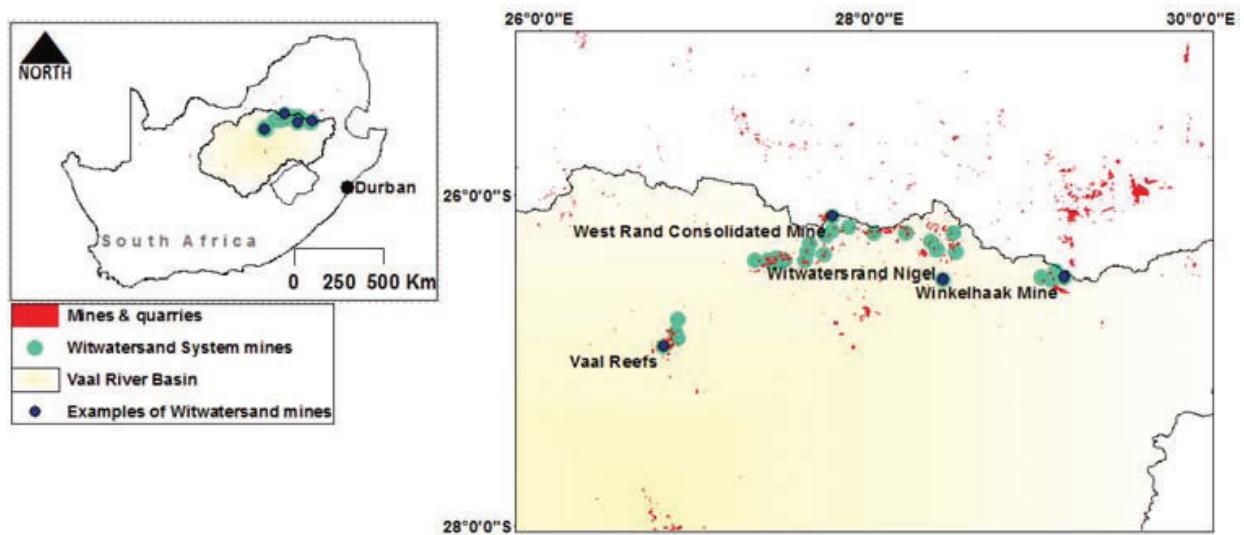 NORTH
Durban
South Africa
0 250 500 Km
Mines & quarries
Witwatersand System mines
Vaal River Basin
Examples of Witwatersand mines
26°0'0"E
28°0'0"E
30°0'0"E
26°0'0"S
28°0'0"S
West Rand Consolidated Mine
Witwatersrand Nigel
Winkelhaak Mine
Vaal Reefs